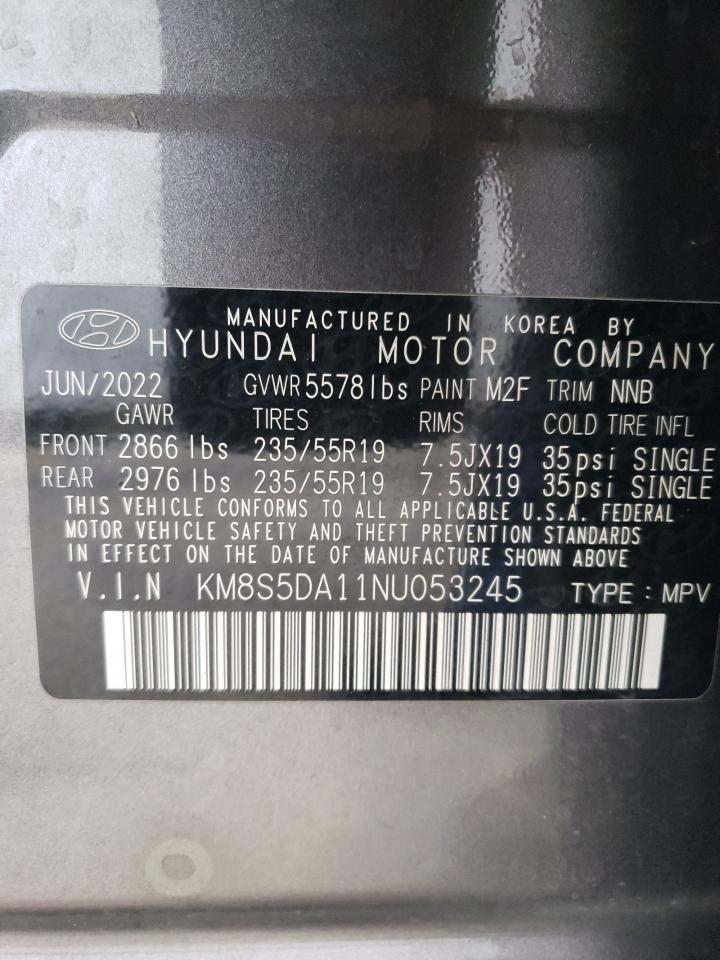 MANUFACTURED IN KOREA BY
HYUNDAI MOTOR COMPANY
JUN/2022 GVWR 5578lbs PAINT M2F TRIM NNB
GAWR TIRES RIMS COLD TIRE INFL
FRONT 2866 lbs 235/55R19 7.5JX19 35psi SINGLE
REAR 2976 lbs 235/55R19 7.5JX19 35psi SINGLE
THIS VEHICLE CONFORMS TO ALL APPLICABLE U.S.A. FEDERAL
MOTOR VEHICLE SAFETY AND THEFT PREVENTION STANDARDS
IN EFFECT ON THE DATE OF MANUFACTURE SHOWN ABOVE
V.I.N KM8S5DA11NU053245 TYPE : MPV